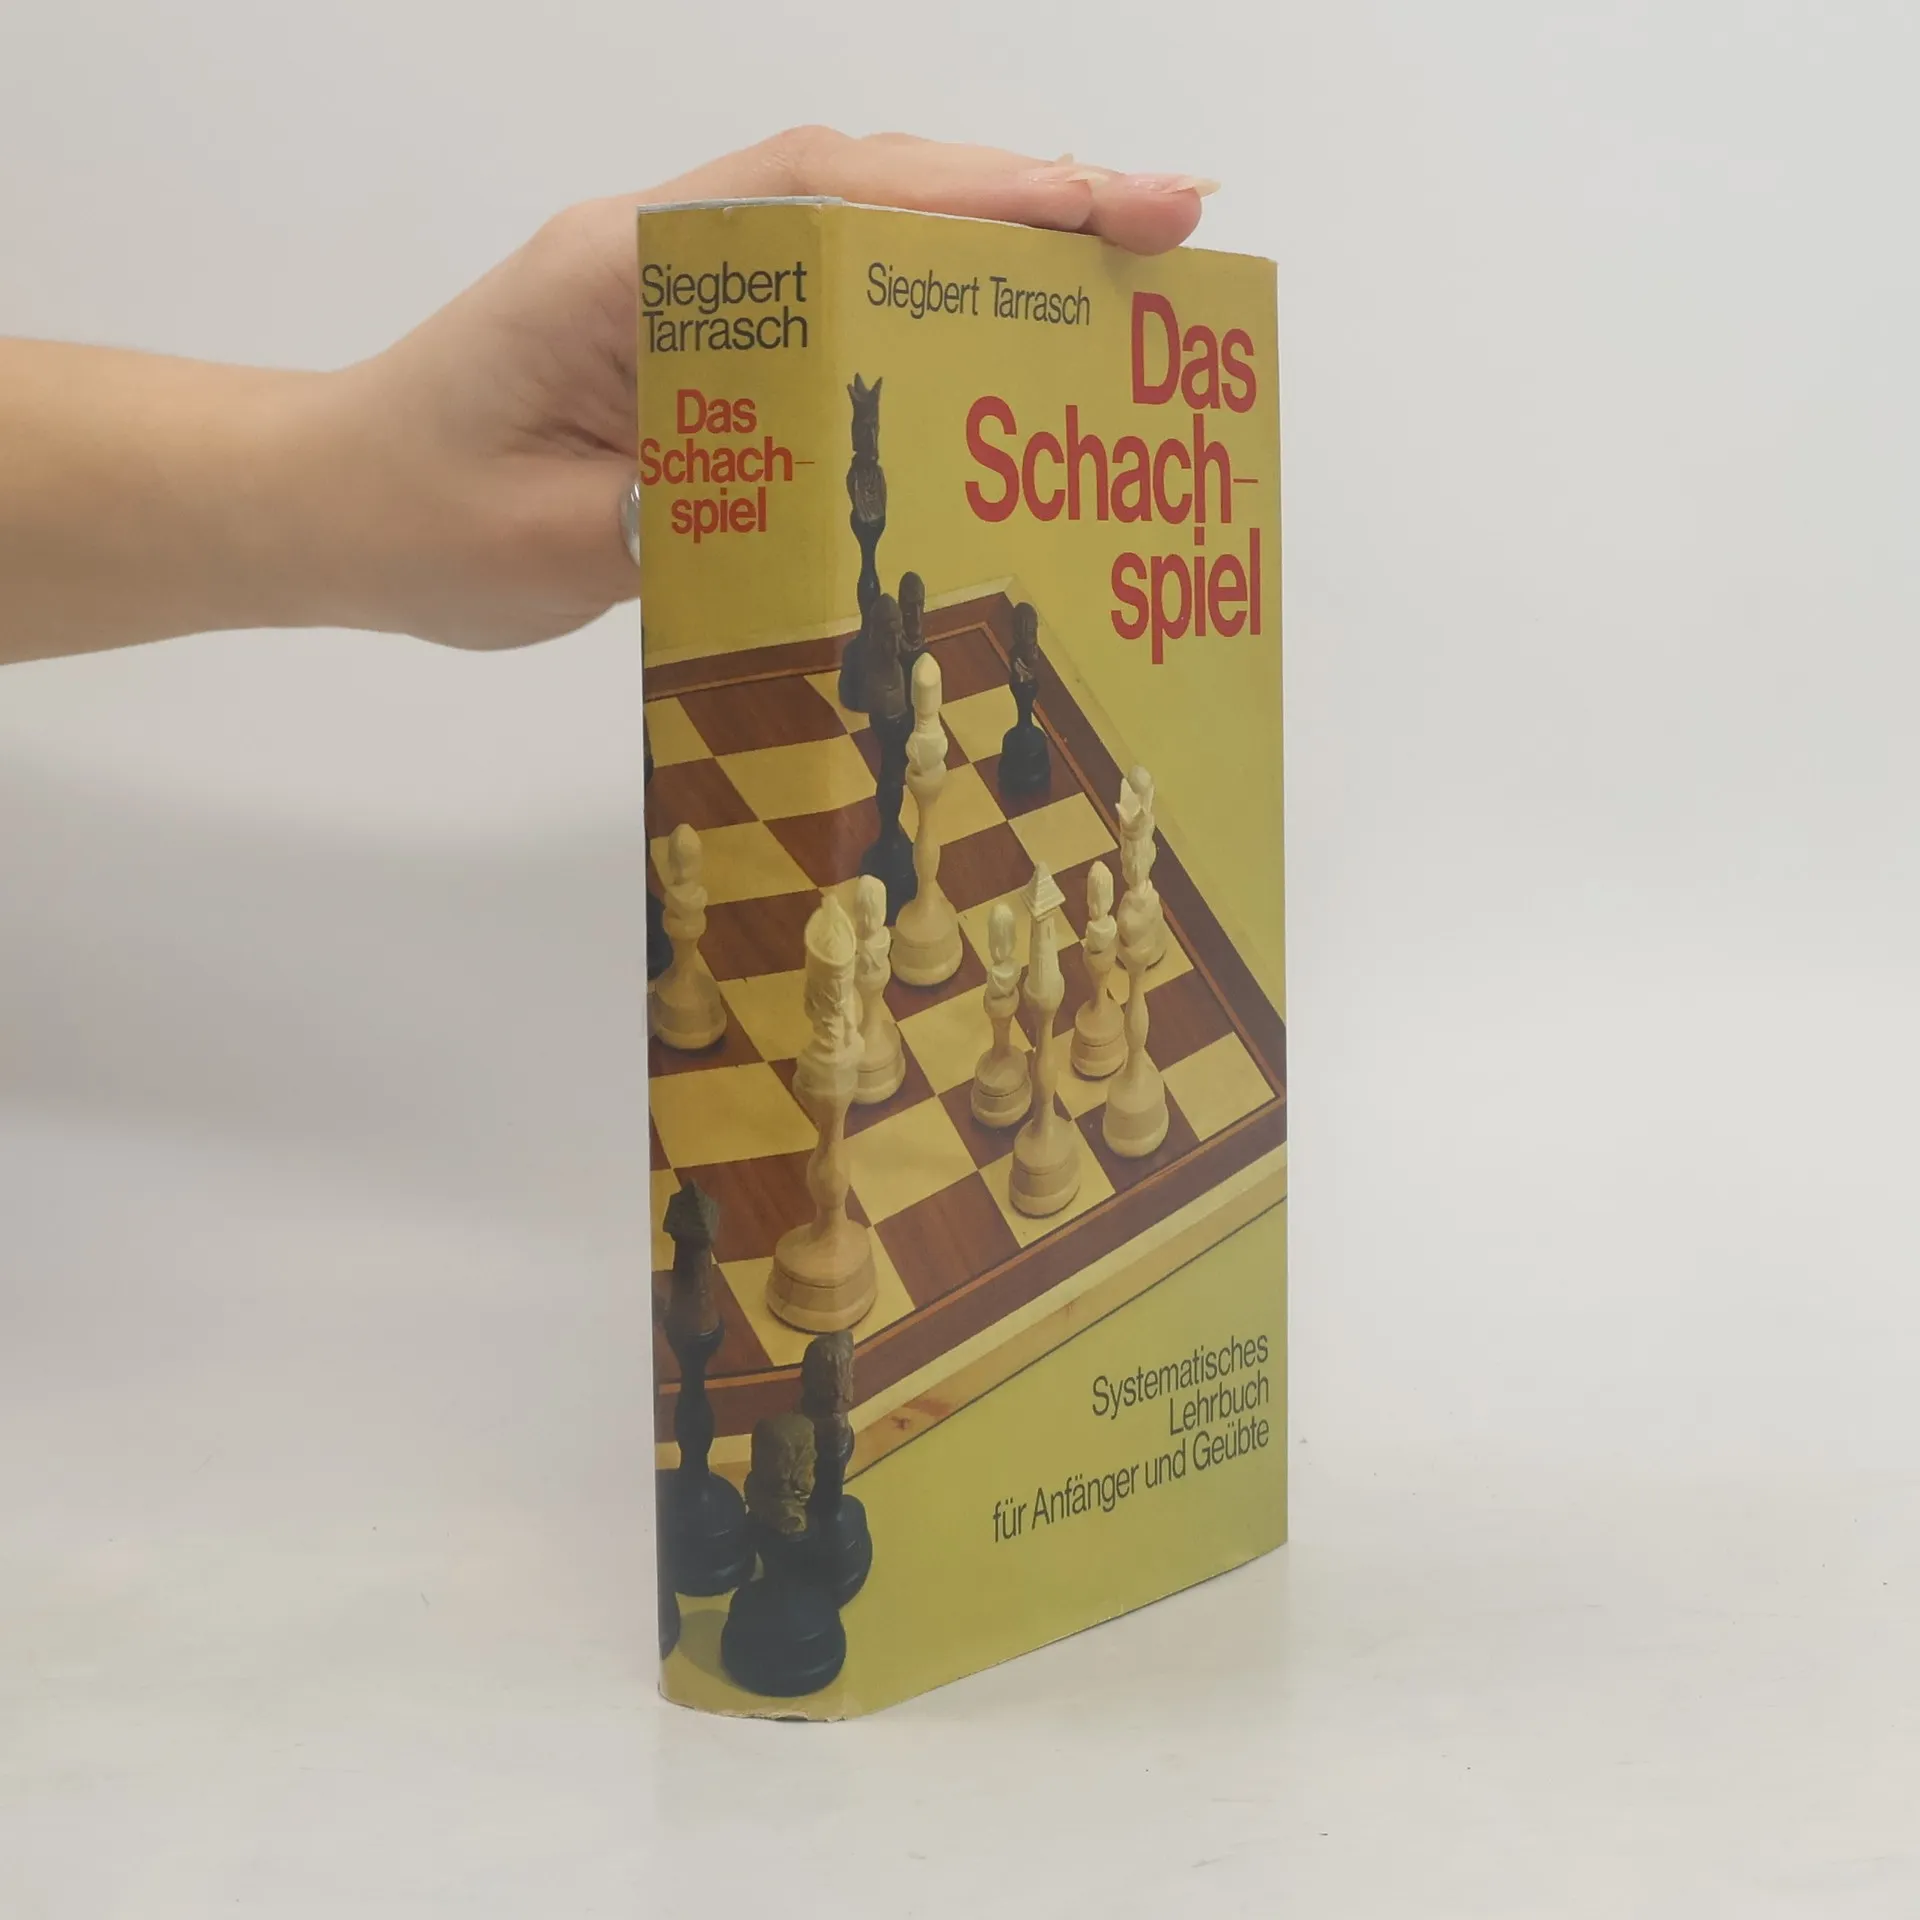 Siegbert
Tarrasch
Das
Schach-
spiel
Siegbert Tarrasch
Das
Schach-
spiel
Systematisches
Lehrbuch
für Anfänger und Geübte